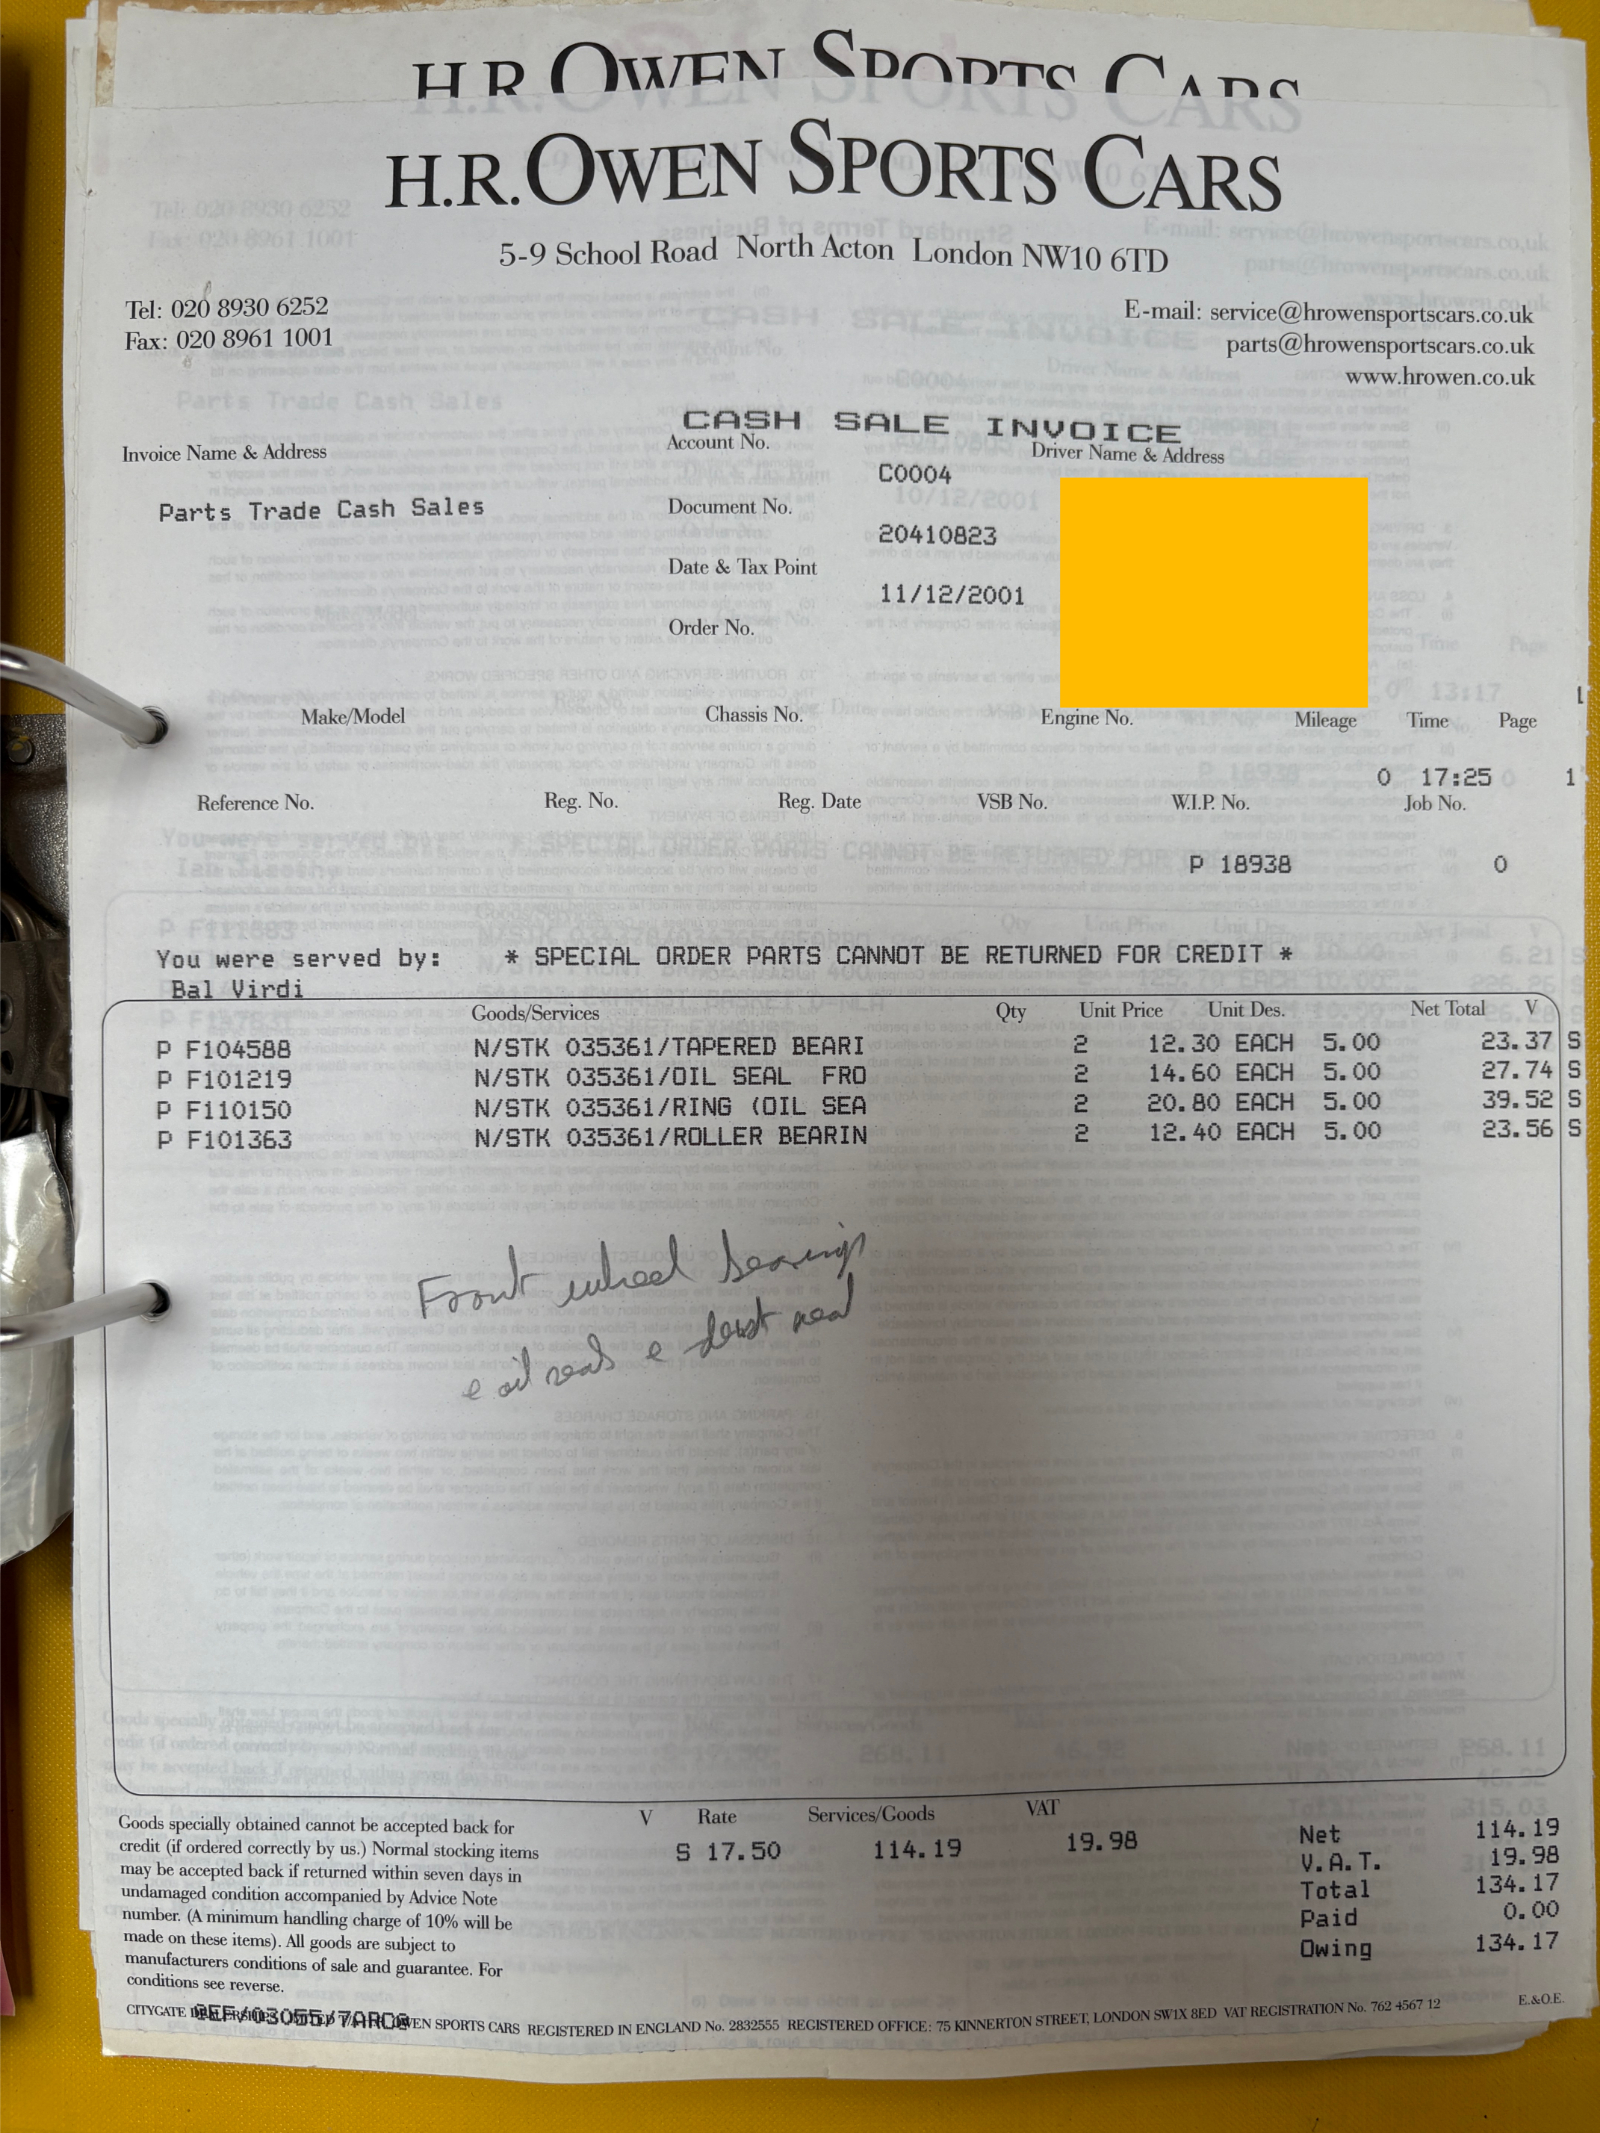 H.R. OWEN SPORTS CARS
H.R. OWEN SPORTS CARS
5-9 School Road North Acton London NW10 6TD
Tel: 020 8930 6252
Fax: 020 8961 1001
E-mail: service@hrowensportscars.co.uk
parts@hrowensportscars.co.uk
www.hrowen.co.uk
CASH SALE INVOICE
Invoice Name & Address Account No. Driver Name & Address
C0004
Parts Trade Cash Sales Document No.
20410823
Date & Tax Point
11/12/2001
Order No.
Make/Model Chassis No. Engine No. Mileage Time Page
0 17:25 1
Reference No. Reg. No. Reg. Date VSB No. W.I.P. No. Job No.
P 18938 0
You were served by: * SPECIAL ORDER PARTS CANNOT BE RETURNED FOR CREDIT *
Bal Virdi
Goods/Services Qty Unit Price Unit Des. Net Total V
P F104588 N/STK 035361/TAPERED BEARI 2 12.30 EACH 5.00 23.37 S
P F101219 N/STK 035361/OIL SEAL FRO 2 14.60 EACH 5.00 27.74 S
P F110150 N/STK 035361/RING (OIL SEA 2 20.80 EACH 5.00 39.52 S
P F101363 N/STK 035361/ROLLER BEARIN 2 12.40 EACH 5.00 23.56 S
Front wheel bearings
e oil seals e dust seal
V Rate Services/Goods VAT
S 17.50 114.19 19.98
Net 114.19
V.A.T. 19.98
Total 134.17
Paid 0.00
Owing 134.17
Goods specially obtained cannot be accepted back for
credit (if ordered correctly by us.) Normal stocking items
may be accepted back if returned within seven days in
undamaged condition accompanied by Advice Note
number. (A minimum handling charge of 10% will be
made on these items). All goods are subject to
manufacturers conditions of sale and guarantee. For
conditions see reverse.
CITYGATE OWEN SPORTS CARS REGISTERED IN ENGLAND No. 2832555 REGISTERED OFFICE: 75 KINNERTON STREET, LONDON SW1X 8ED VAT REGISTRATION No. 762 4567 12 E.&O.E.